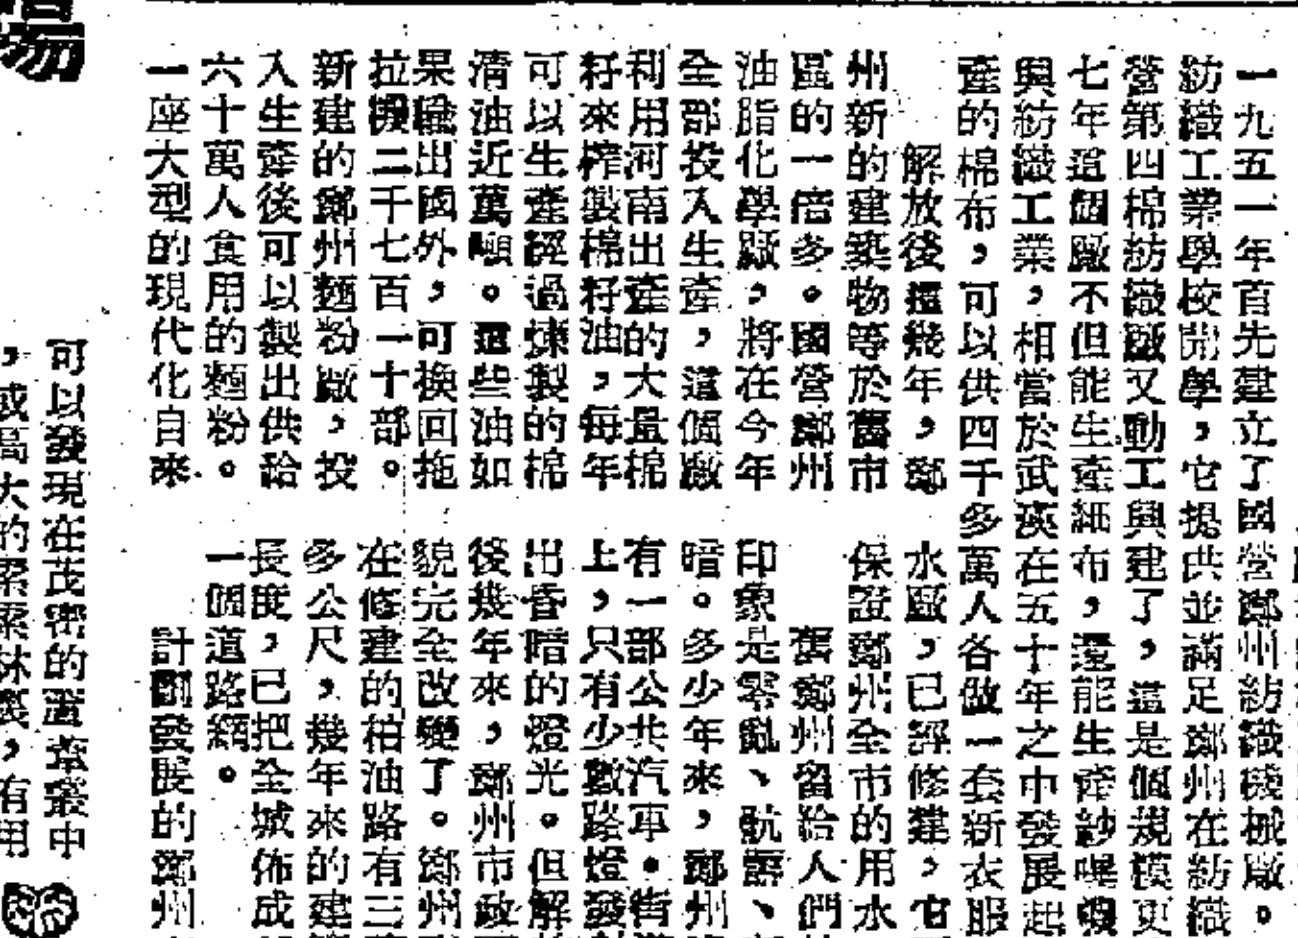 一九五一年首先建立了國營鄭州紡織機械廠。
紡織工業學校開學，它提供並滿足鄭州在紡織
營第四棉紡織廠又動工興建了，這是個規模更
七年這個廠不但能生產細布，還能生產紗
與紡織工業，相當於武漢在五十年之中發展起
產的棉布，可以供四千多萬人各做一套新衣服
解放後這幾年，鄭
州新的建築物等於舊市
區的一倍多。國營鄭州
油脂化學廠，將在今年
全部投入生產，這個廠
利用河南出產的大量棉
籽來榨製棉籽油，每年
可以生產經過煉製的棉
清油近萬噸。這些油如
果輸出國外，可換回拖
拉機二千七百一十部。
新建的鄭州麵粉廠，投
入生產後可以製出供給
六十萬人食用的麵粉。
一座大型的現代化自來
水廠，已評修建，它
保證鄭州全市的用水
舊鄭州留給人們
印象是零亂、骯髒、
暗。多少年來，鄭州
有一部公共汽車。街
上，只有少數路燈發
出昏暗的燈光。但解
後幾年來，鄭州市政
貌完全改變了。鄭州
在修建的柏油路有三
多公尺，幾年來的建
長度，已把全城佈成
一個道路網。
計劃發展的鄭州
場
可以發現在茂密的蘆葦叢中
，或高大的林，有用